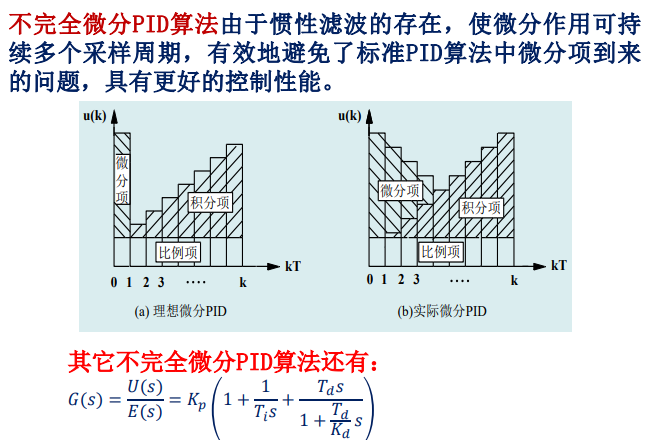 不完全微分PID算法由于惯性滤波的存在，使微分作用可持
续多个采样周期，有效地避免了标准PID算法中微分项到来
的问题，具有更好的控制性能。
u(k)
微分项
积分项
比例项
kT
0 1 2 3 ···· k
(a) 理想微分PID
u(k)
微分项
积分项
比例项
kT
0 1 2 3 ···· k
(b)实际微分PID
其它不完全微分PID算法还有：
G(s) = U(s)/E(s) = K_p (1 + 1/(T_i s) + T_d s/(1 + (T_d/K_d) s))